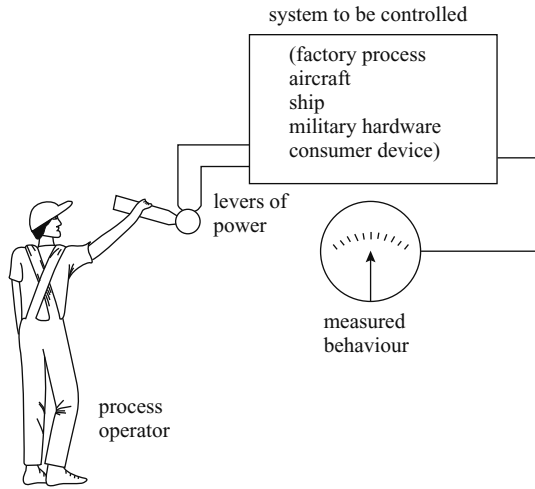 system to be controlled
(factory process
aircraft
ship
military hardware
consumer device)
levers of
power
measured
behaviour
process
operator